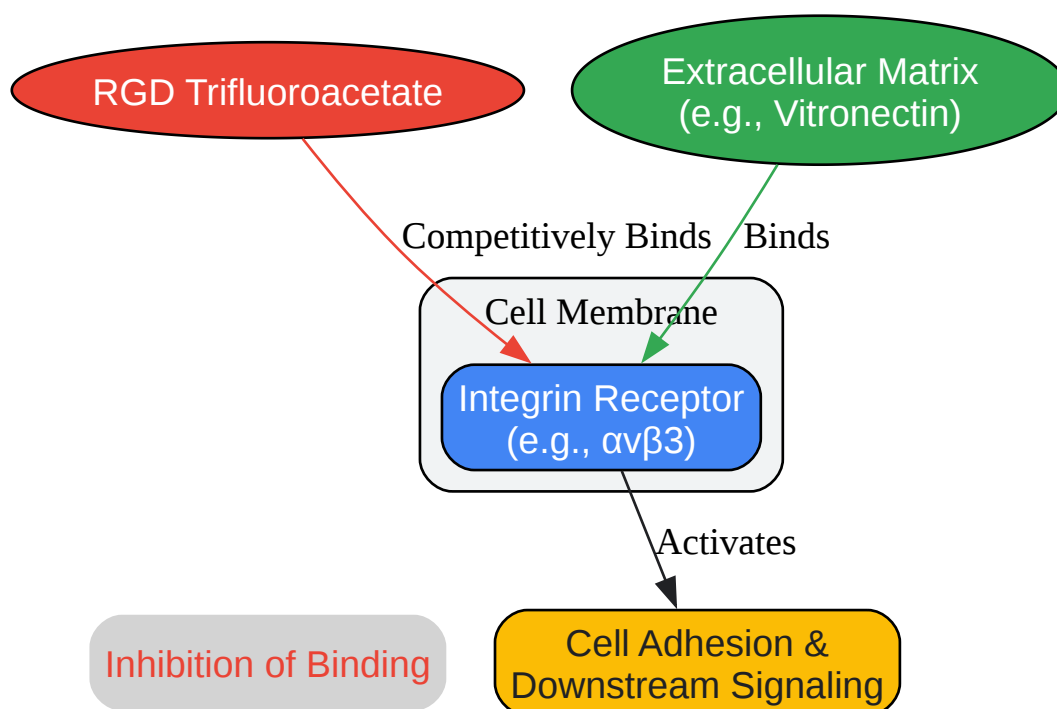 RGD Trifluoroacetate
Extracellular Matrix
(e.g., Vitronectin)
Competitively Binds
Binds
Cell Membrane
Integrin Receptor
(e.g., αvβ3)
Activates
Inhibition of Binding
Cell Adhesion &
Downstream Signaling